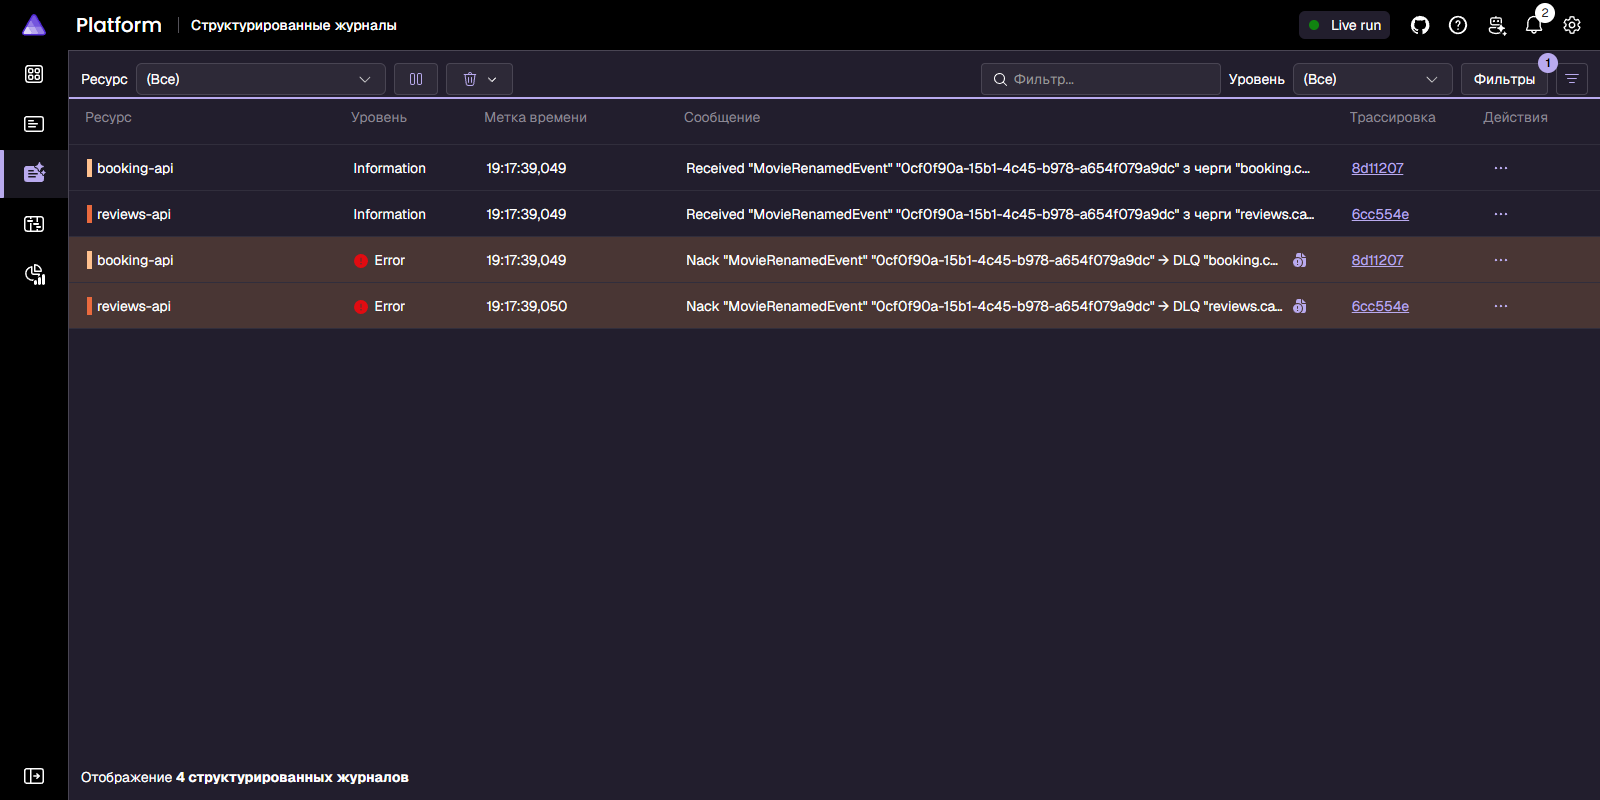 Platform Структурированные журналы Live run 2
Ресурс (Все) Фильтр... Уровень (Все) Фильтры 1
Ресурс Уровень Метка времени Сообщение Трассировка Действия
booking-api Information 19:17:39,049 Received "MovieRenamedEvent" "0cf0f90a-15b1-4c45-b978-a654f079a9dc" з черги "booking.c... 8d11207 ...
reviews-api Information 19:17:39,049 Received "MovieRenamedEvent" "0cf0f90a-15b1-4c45-b978-a654f079a9dc" з черги "reviews.ca... 6cc554e ...
booking-api Error 19:17:39,049 Nack "MovieRenamedEvent" "0cf0f90a-15b1-4c45-b978-a654f079a9dc" → DLQ "booking.c... 8d11207 ...
reviews-api Error 19:17:39,050 Nack "MovieRenamedEvent" "0cf0f90a-15b1-4c45-b978-a654f079a9dc" → DLQ "reviews.ca... 6cc554e ...
Отображение 4 структурированных журналов